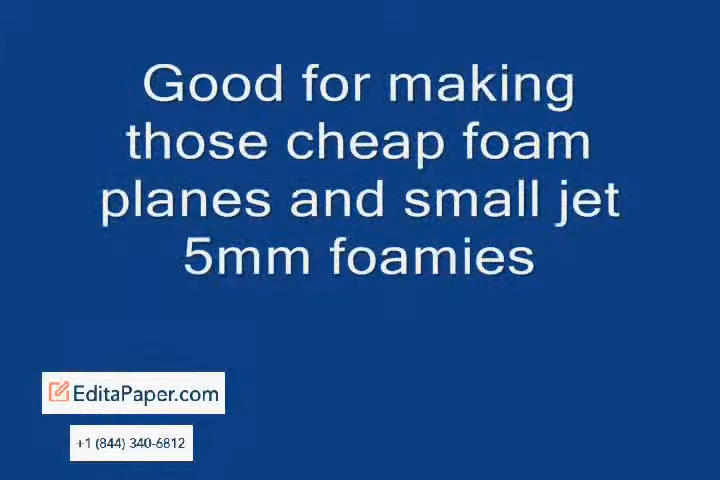 Good for making
those cheap foam
planes and small jet
5mm foamies
EditaPaper.com
+1 (844) 340-6812